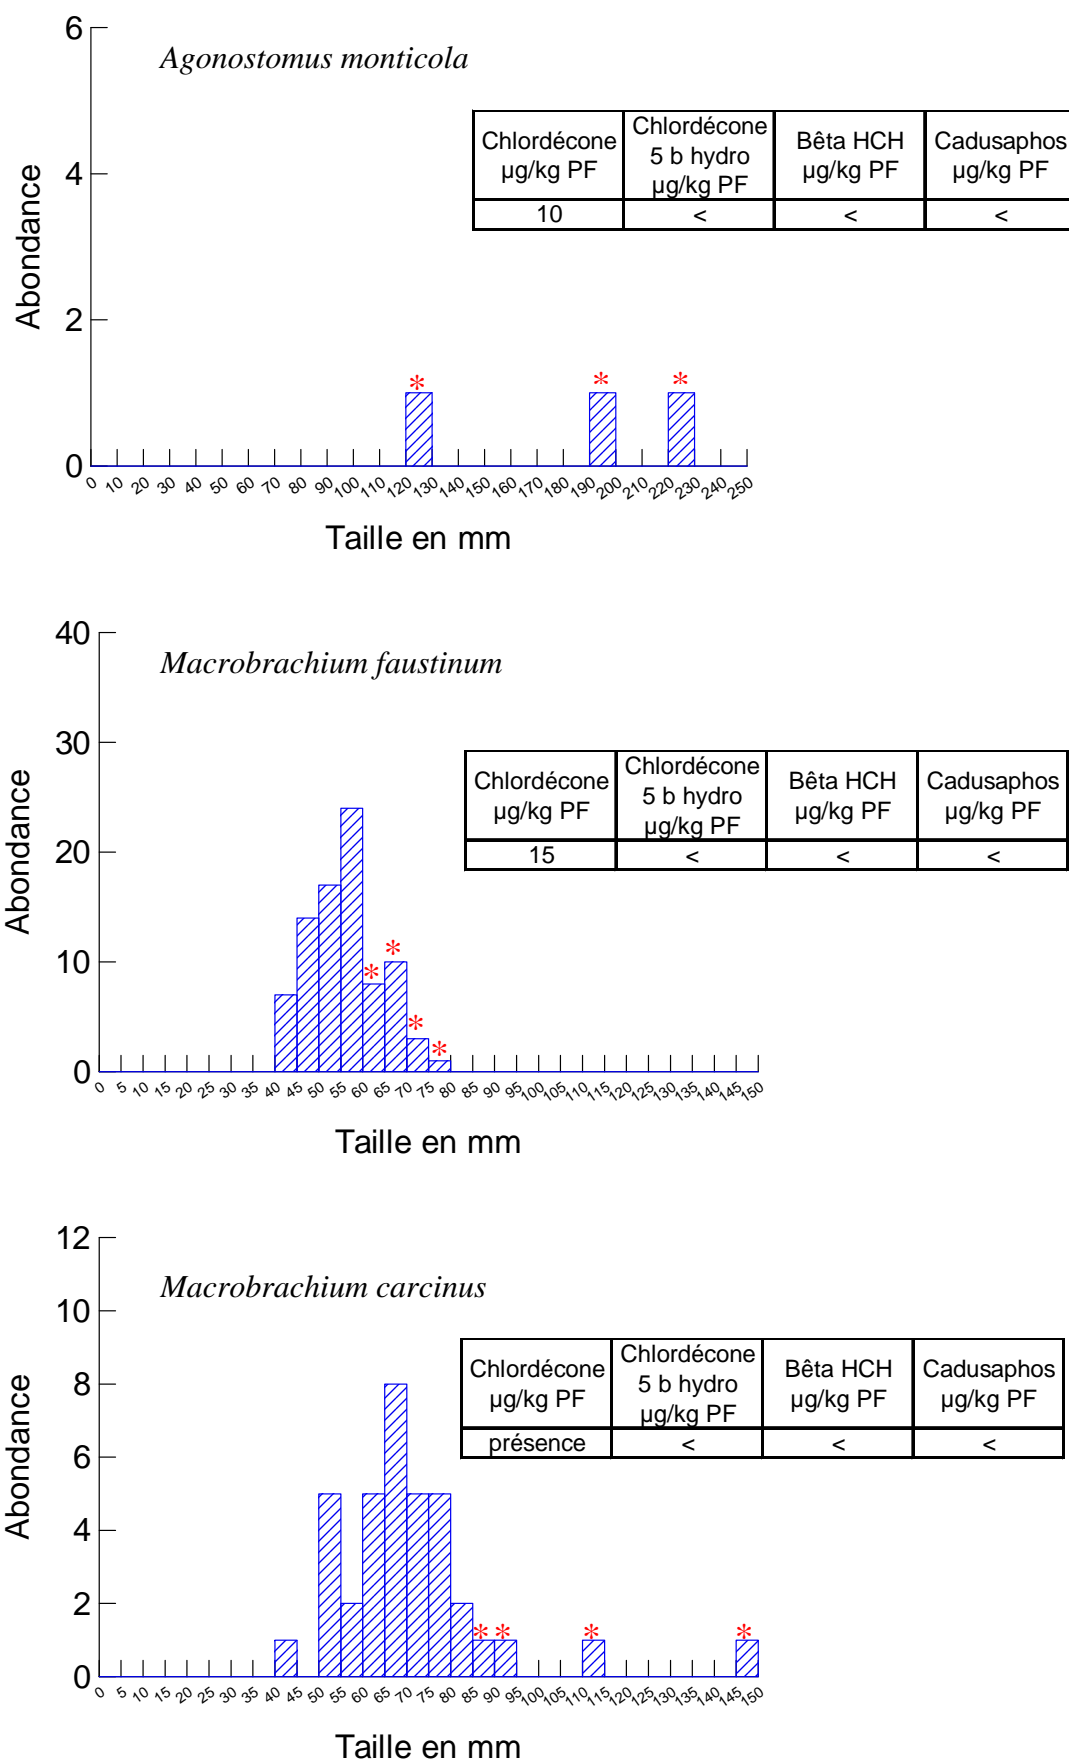 Agonostomus monticola
Abondance
6
4
2
0
Chlordécone µg/kg PF
Chlordécone 5 b hydro µg/kg PF
Bêta HCH µg/kg PF
Cadusaphos µg/kg PF
10 < < <
* * *
0 10 20 30 40 50 60 70 80 90 100 110 120 130 140 150 160 170 180 190 200 210 220 230 240 250
Taille en mm
Macrobrachium faustinum
Abondance
40
30
20
10
0
Chlordécone µg/kg PF
Chlordécone 5 b hydro µg/kg PF
Bêta HCH µg/kg PF
Cadusaphos µg/kg PF
15 < < <
* * * *
0 5 10 15 20 25 30 35 40 45 50 55 60 65 70 75 80 85 90 95 100 105 110 115 120 125 130 135 140 145 150
Taille en mm
Macrobrachium carcinus
Abondance
12
10
8
6
4
2
0
Chlordécone µg/kg PF
Chlordécone 5 b hydro µg/kg PF
Bêta HCH µg/kg PF
Cadusaphos µg/kg PF
présence < < <
* * * *
0 5 10 15 20 25 30 35 40 45 50 55 60 65 70 75 80 85 90 95 100 105 110 115 120 125 130 135 140 145 150
Taille en mm